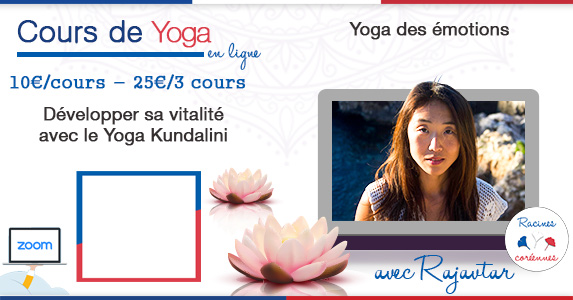 Cours de Yoga
en ligne
10€/cours – 25€/3 cours
Développer sa vitalité
avec le Yoga Kundalini
zoom
Yoga des émotions
avec Rajavtar
Racines
coréennes